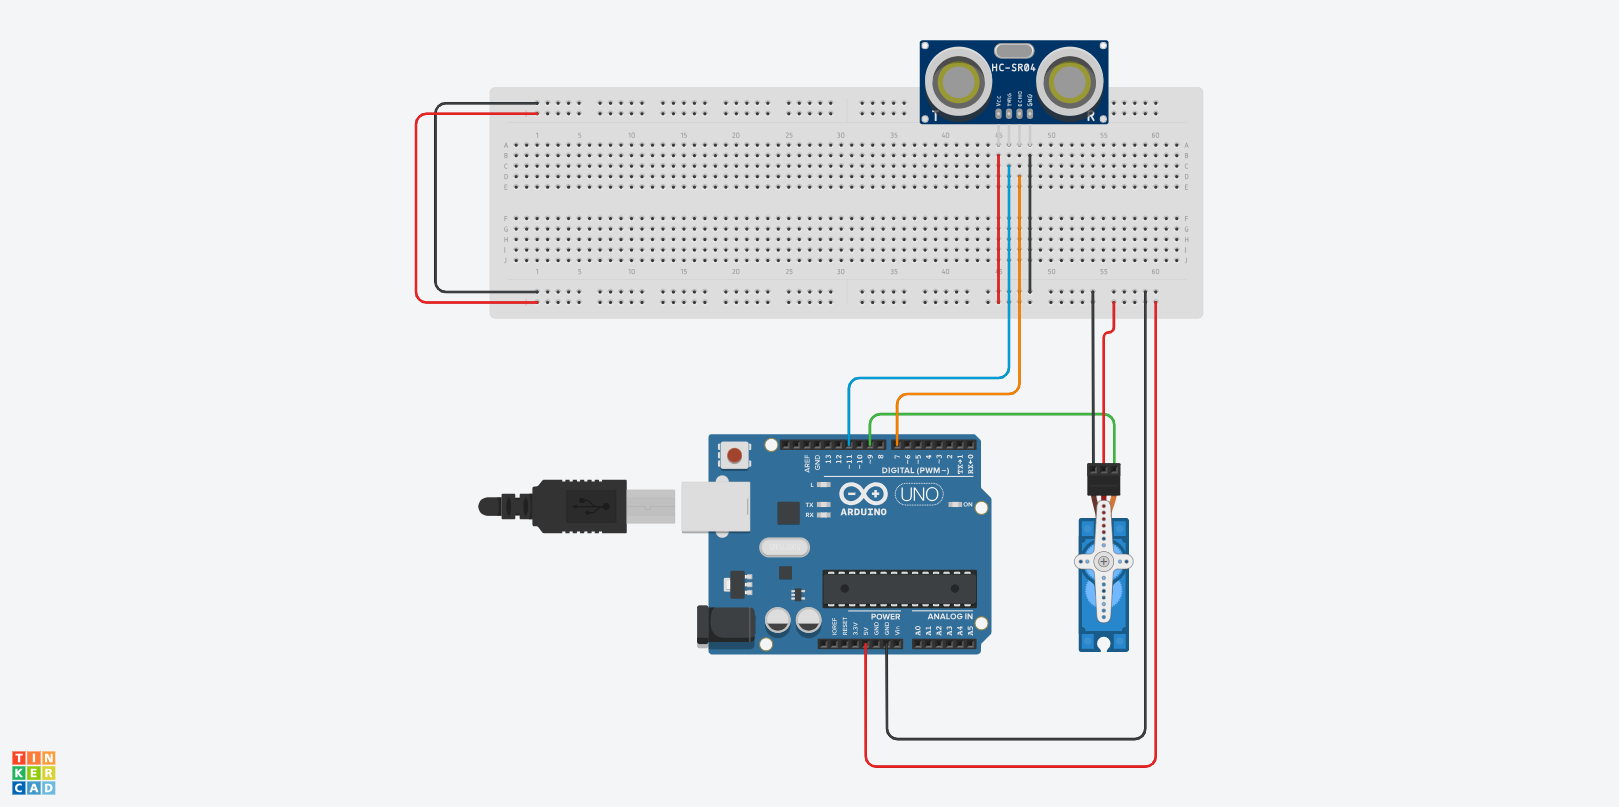 HC-SR04
VCC
TRIG
ECHO
GND
T
R
1 5 10 15 20 25 30 35 40 45 50 55 60
A A
B B
C C
D D
E E
F F
G G
H H
I I
J J
1 5 10 15 20 25 30 35 40 45 50 55 60
AREF
GND
13
12
~11
~10
~9
8
7
~6
~5
4
~3
2
TX→1
RX←0
DIGITAL (PWM~)
L
TX
RX
UNO
ON
ARDUINO
POWER
ANALOG IN
IOREF
RESET
3.3V
5V
GND
GND
Vin
A0
A1
A2
A3
A4
A5
TIN
KER
CAD